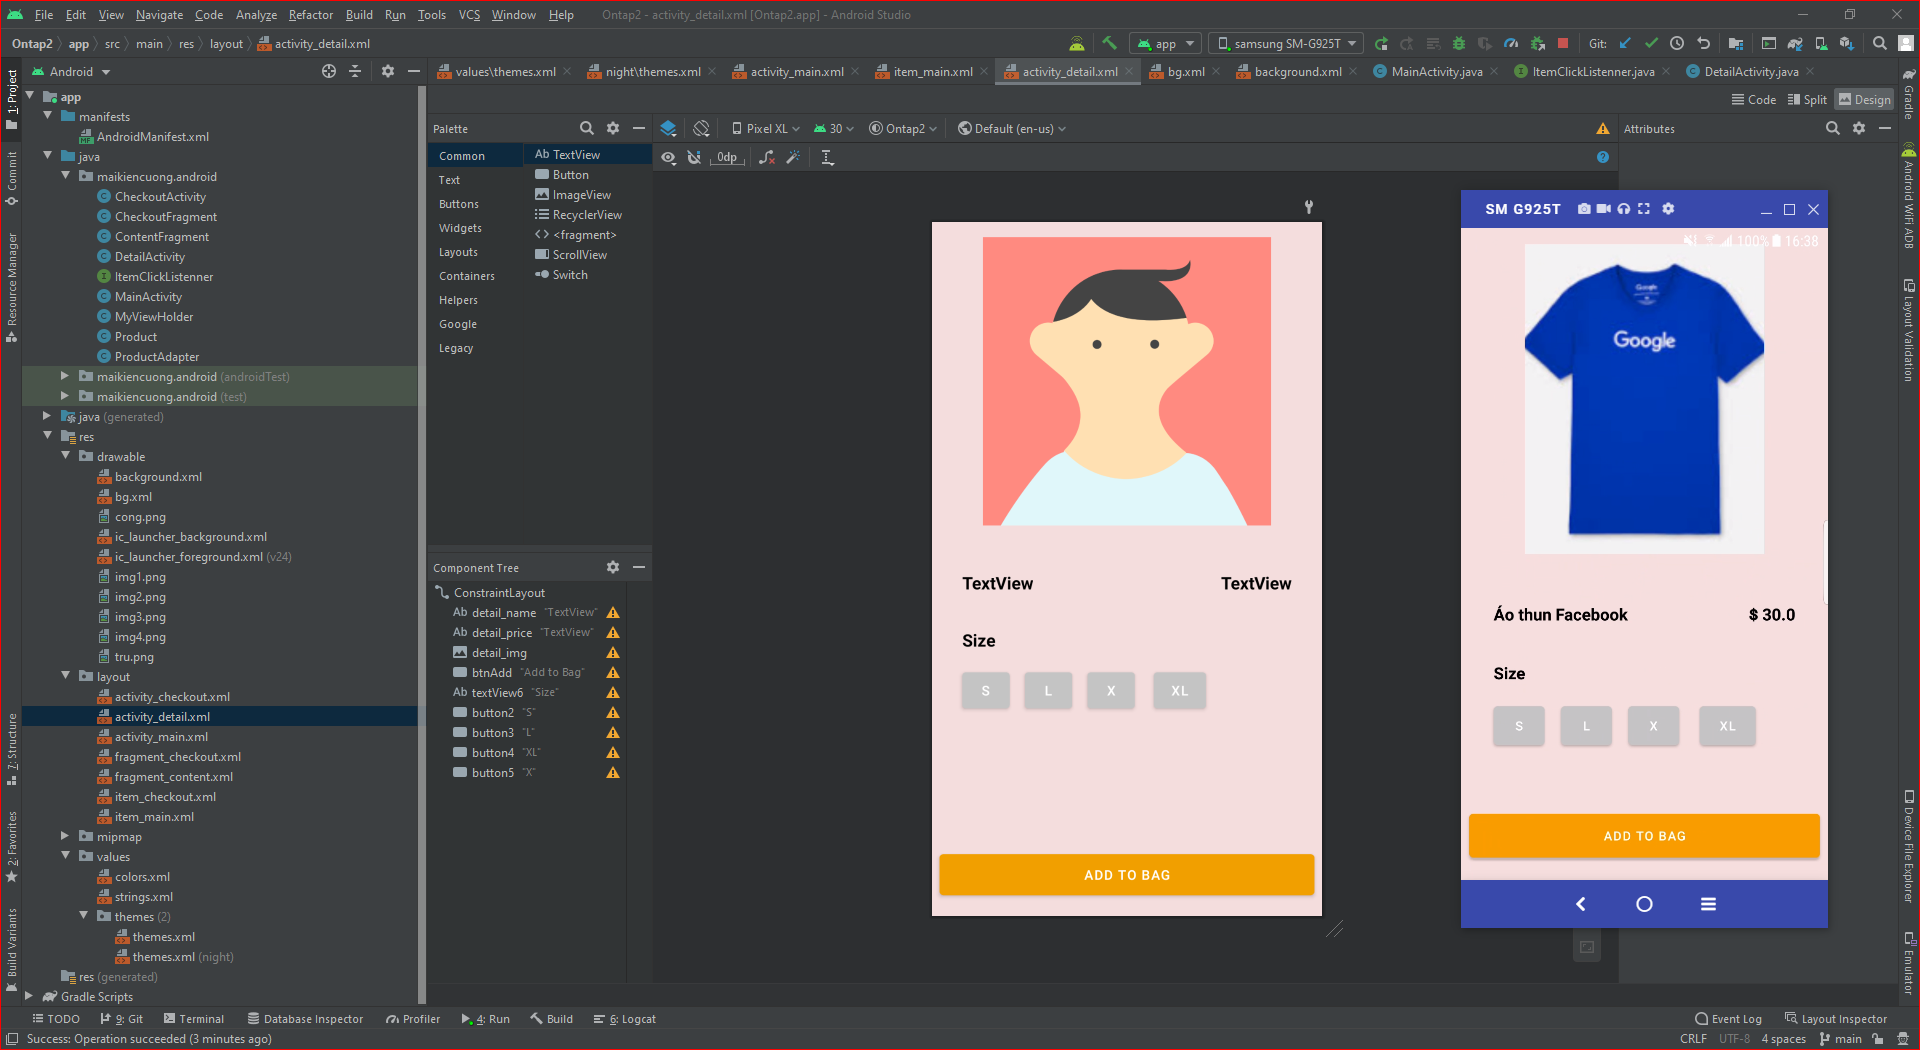 File Edit View Navigate Code Analyze Refactor Build Run Tools VCS Window Help Ontap2 - activity_detail.xml [Ontap2.app] - Android Studio
Ontap2 app src main res layout activity_detail.xml app samsung SM-G925T Git:
Android values\themes.xml night\themes.xml activity_main.xml item_main.xml activity_detail.xml bg.xml background.xml MainActivity.java ItemClickListenner.java DetailActivity.java
Code Split Design
1: Project
Commit
Resource Manager
7: Structure
2: Favorites
Build Variants
app
manifests
AndroidManifest.xml
java
maikiencuong.android
CheckoutActivity
CheckoutFragment
ContentFragment
DetailActivity
ItemClickListenner
MainActivity
MyViewHolder
Product
ProductAdapter
maikiencuong.android (androidTest)
maikiencuong.android (test)
java (generated)
res
drawable
background.xml
bg.xml
cong.png
ic_launcher_background.xml
ic_launcher_foreground.xml (v24)
img1.png
img2.png
img3.png
img4.png
tru.png
layout
activity_checkout.xml
activity_detail.xml
activity_main.xml
fragment_checkout.xml
fragment_content.xml
item_checkout.xml
item_main.xml
mipmap
values
colors.xml
strings.xml
themes (2)
themes.xml
themes.xml (night)
res (generated)
Gradle Scripts
Palette
Common
Text
Buttons
Widgets
Layouts
Containers
Helpers
Google
Legacy
Ab TextView
Button
ImageView
RecyclerView
<> <fragment>
ScrollView
Switch
Component Tree
ConstraintLayout
Ab detail_name "TextView"
Ab detail_price "TextView"
detail_img
btnAdd "Add to Bag"
Ab textView6 "Size"
button2 "S"
button3 "L"
button4 "XL"
button5 "X"
Pixel XL 30 Ontap2 Default (en-us)
0dp
TextView TextView
Size
S L X XL
ADD TO BAG
Attributes
SM G925T
100% 16:38
Google
Google
Áo thun Facebook $ 30.0
Size
S L X XL
ADD TO BAG
Gradle
Android WiFi ADB
Layout Validation
Device File Explorer
Emulator
TODO 9: Git Terminal Database Inspector Profiler 4: Run Build 6: Logcat Event Log Layout Inspector
Success: Operation succeeded (3 minutes ago) CRLF UTF-8 4 spaces main